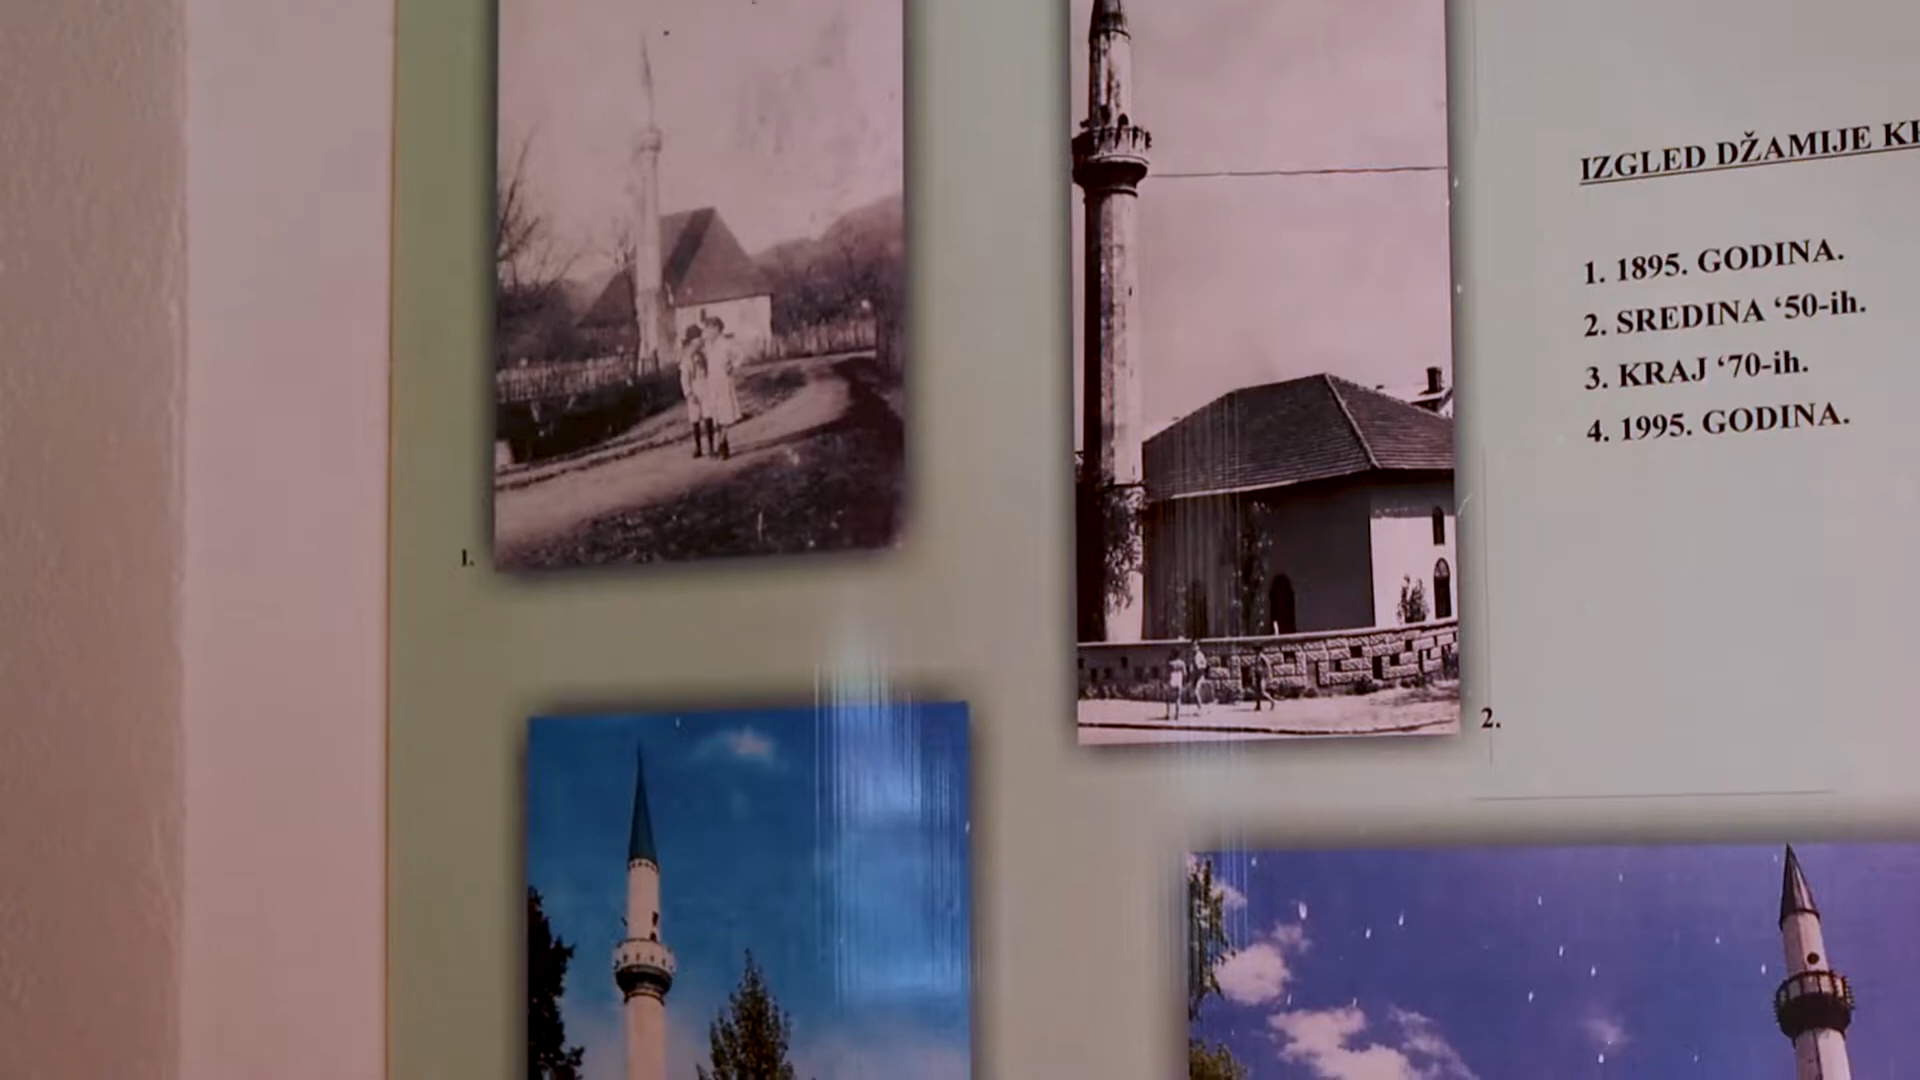 IZGLED DŽAMIJE
1. 1895. GODINA.
2. SREDINA ‘50-ih.
3. KRAJ ‘70-ih.
4. 1995. GODINA.
1.
2.